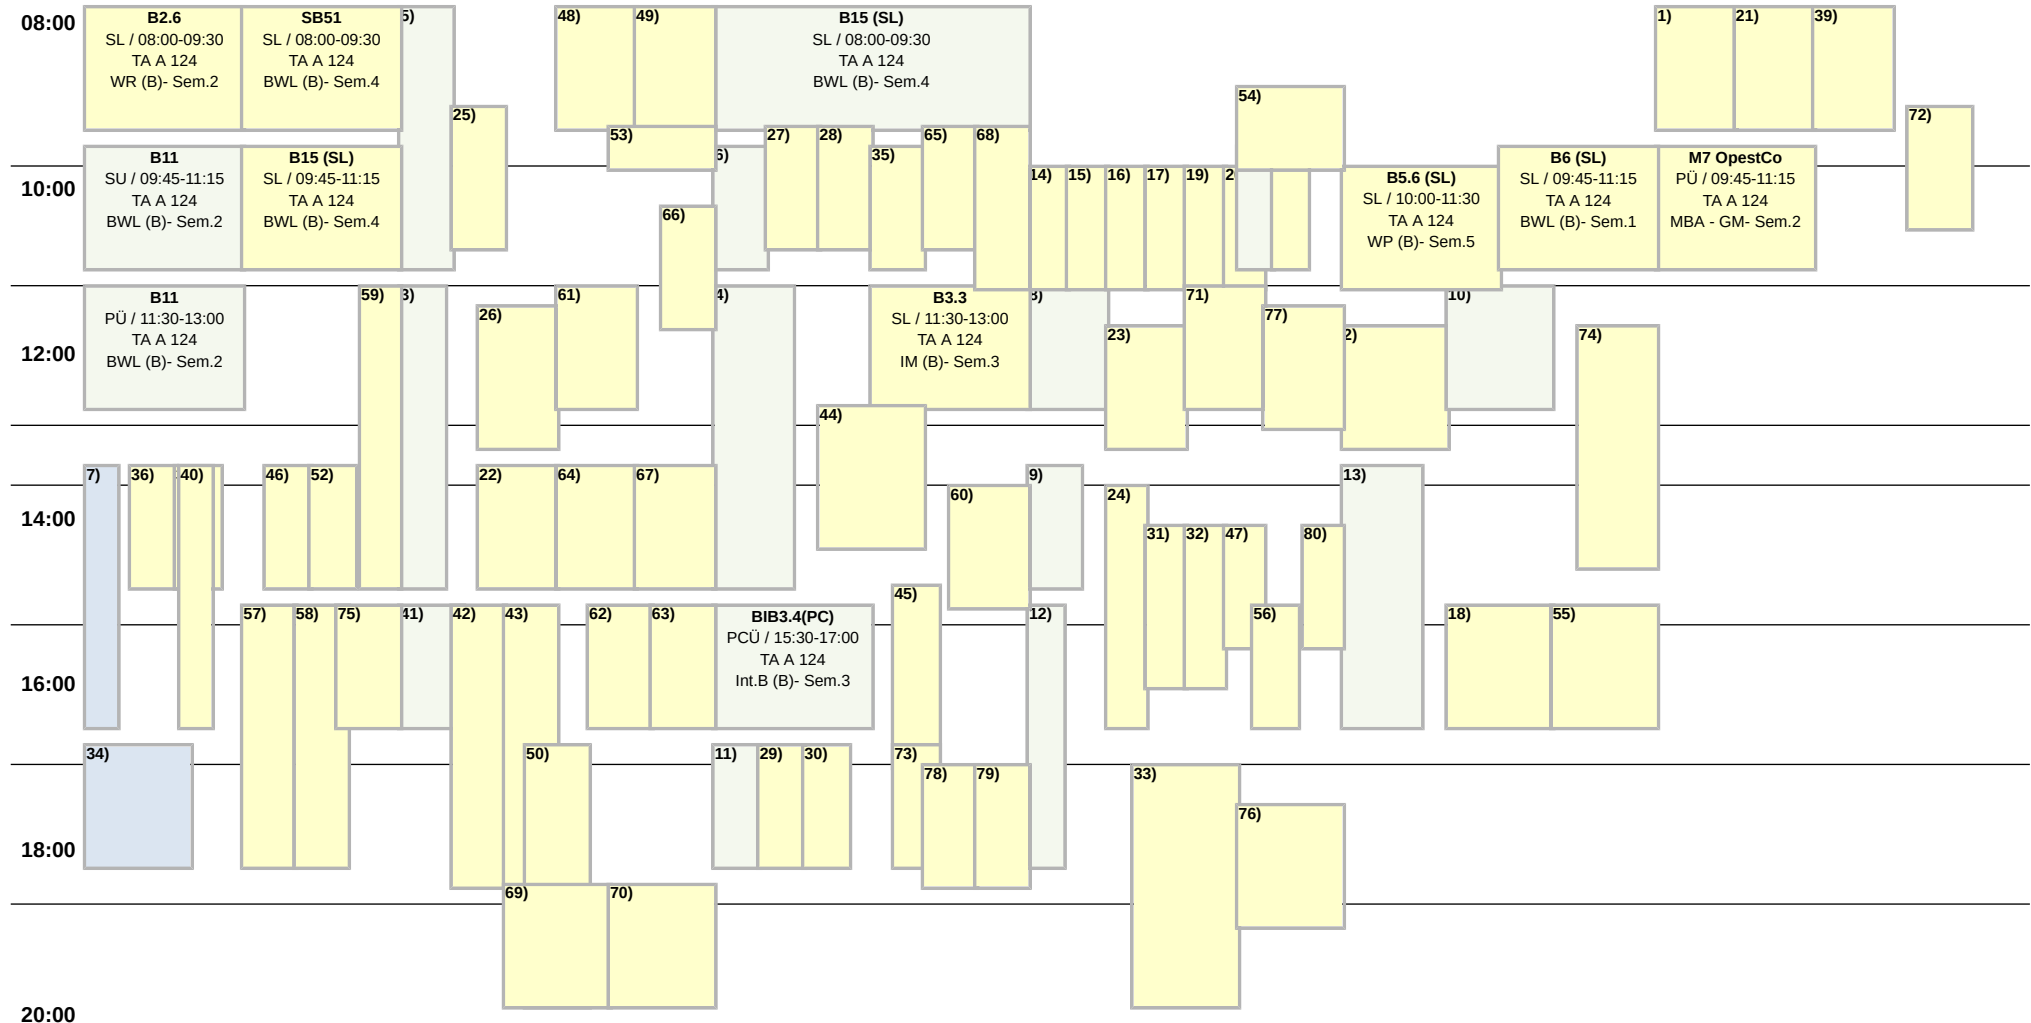 08:00
B2.6
SL / 08:00-09:30
TA A 124
WR (B)- Sem.2
SB51
SL / 08:00-09:30
TA A 124
BWL (B)- Sem.4
5)
48)
49)
B15 (SL)
SL / 08:00-09:30
TA A 124
BWL (B)- Sem.4
1)
21)
39)
54)
25)
72)
53)
27)
28)
65)
68)
6)
35)
10:00
B11
SU / 09:45-11:15
TA A 124
BWL (B)- Sem.2
B15 (SL)
SL / 09:45-11:15
TA A 124
BWL (B)- Sem.4
66)
14)
15)
16)
17)
19)
B5.6 (SL)
SL / 10:00-11:30
TA A 124
WP (B)- Sem.5
B6 (SL)
SL / 09:45-11:15
TA A 124
BWL (B)- Sem.1
M7 OpestCo
PÜ / 09:45-11:15
TA A 124
MBA - GM- Sem.2
12:00
B11
PÜ / 11:30-13:00
TA A 124
BWL (B)- Sem.2
59)
3)
26)
61)
4)
B3.3
SL / 11:30-13:00
TA A 124
IM (B)- Sem.3
8)
23)
71)
77)
2)
10)
74)
44)
14:00
7)
36)
40)
46)
52)
22)
64)
67)
60)
9)
24)
13)
31)
32)
47)
80)
45)
16:00
57)
58)
75)
41)
42)
43)
62)
63)
BIB3.4(PC)
PCÜ / 15:30-17:00
TA A 124
Int.B (B)- Sem.3
12)
56)
18)
55)
34)
50)
11)
29)
30)
73)
78)
79)
33)
76)
18:00
69)
70)
20:00